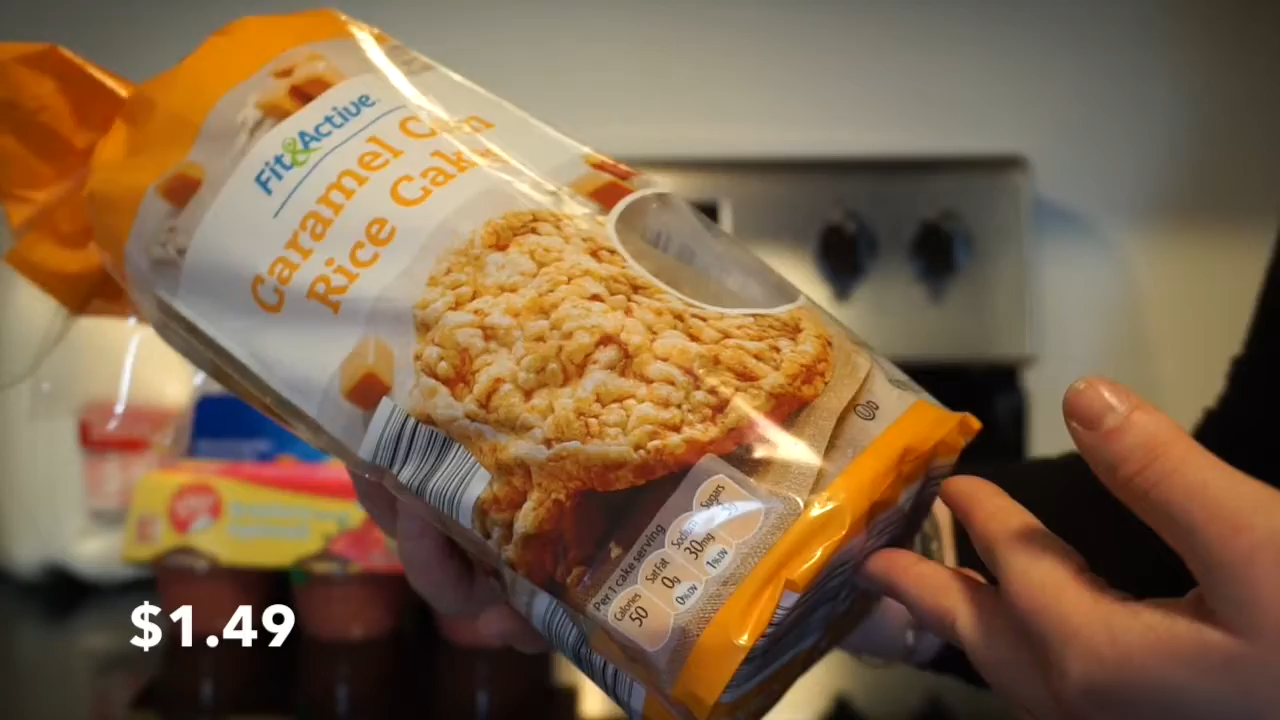 Fit&Active
Caramel Corn
Rice Cakes
Per 1 cake serving
Calories
50
Sat Fat
0g
0% DV
Sodium
30mg
1% DV
Sugars
$1.49